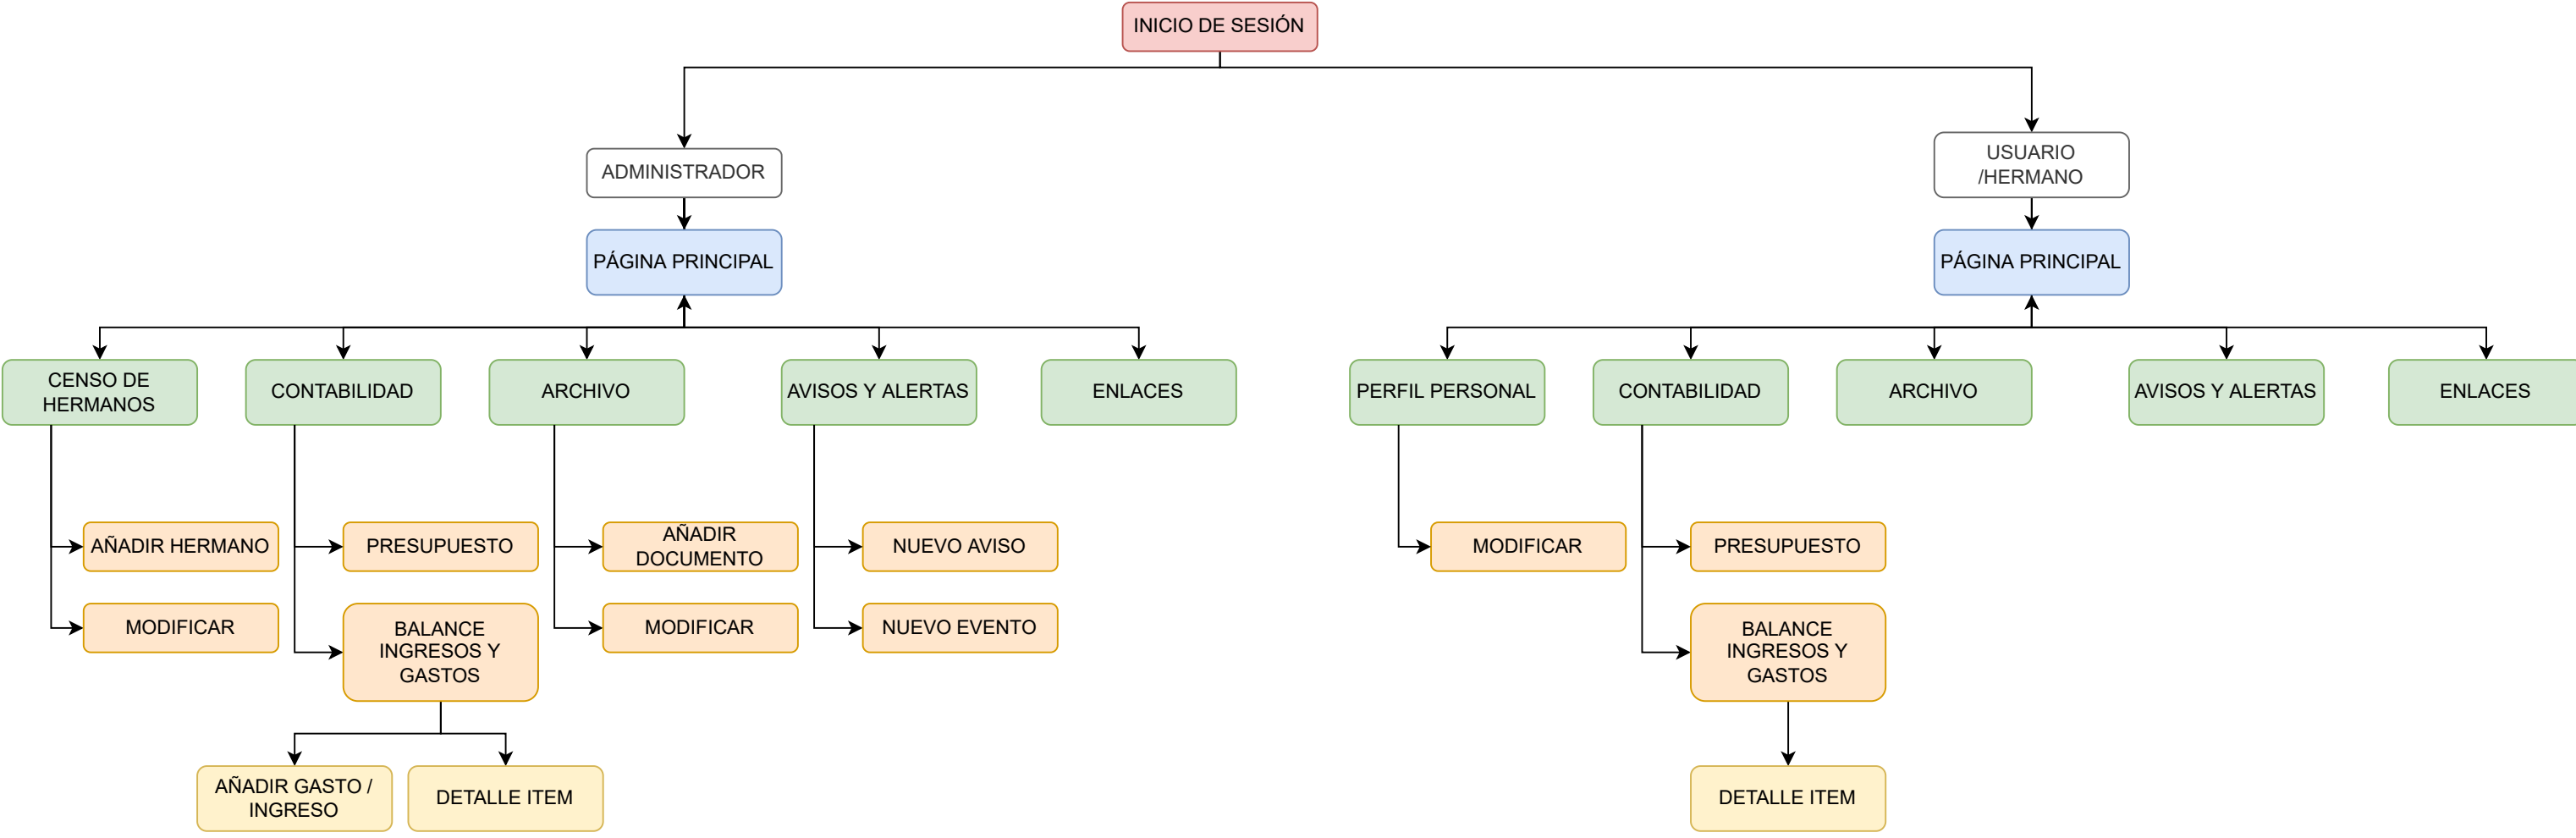 INICIO DE SESIÓN
ADMINISTRADOR
USUARIO
/HERMANO
PÁGINA PRINCIPAL
PÁGINA PRINCIPAL
CENSO DE
HERMANOS
CONTABILIDAD
ARCHIVO
AVISOS Y ALERTAS
ENLACES
PERFIL PERSONAL
CONTABILIDAD
ARCHIVO
AVISOS Y ALERTAS
ENLACES
AÑADIR HERMANO
PRESUPUESTO
AÑADIR
DOCUMENTO
NUEVO AVISO
MODIFICAR
PRESUPUESTO
MODIFICAR
BALANCE
INGRESOS Y
GASTOS
MODIFICAR
NUEVO EVENTO
BALANCE
INGRESOS Y
GASTOS
AÑADIR GASTO /
INGRESO
DETALLE ITEM
DETALLE ITEM